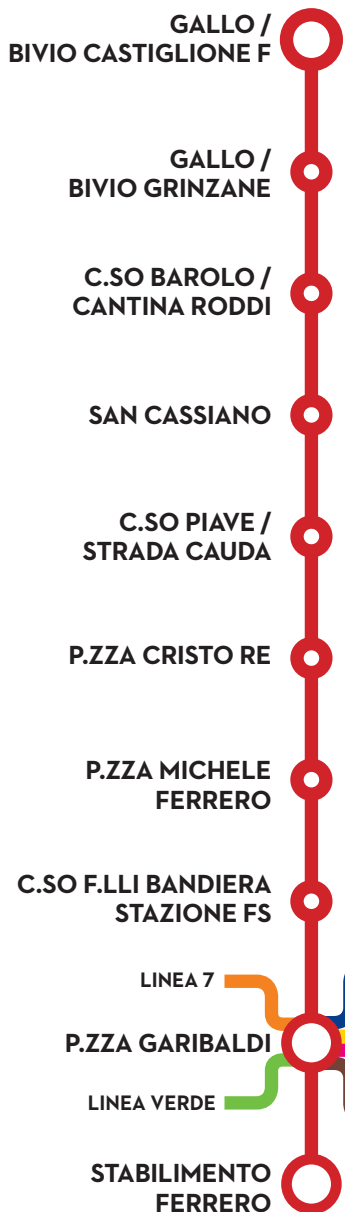 GALLO /
BIVIO CASTIGLIONE F
GALLO /
BIVIO GRINZANE
C.SO BAROLO /
CANTINA RODDI
SAN CASSIANO
C.SO PIAVE /
STRADA CAUDA
P.ZZA CRISTO RE
P.ZZA MICHELE
FERRERO
C.SO F.LLI BANDIERA
STAZIONE FS
LINEA 7
P.ZZA GARIBALDI
LINEA VERDE
STABILIMENTO
FERRERO